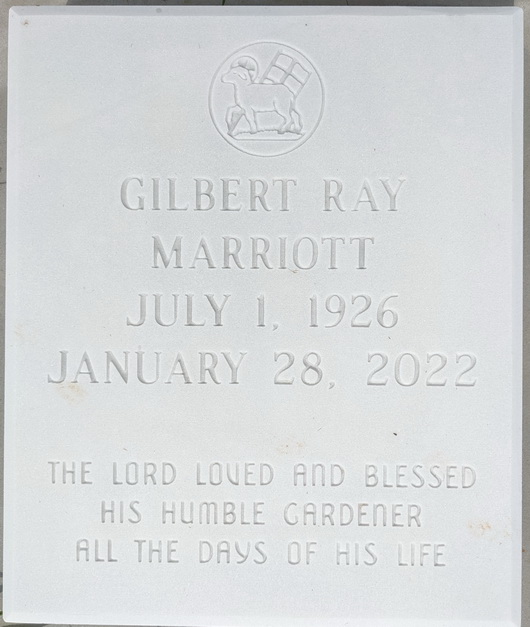 GILBERT RAY
MARRIOTT
JULY 1, 1926
JANUARY 28, 2022
THE LORD LOVED AND BLESSED
HIS HUMBLE GARDENER
ALL THE DAYS OF HIS LIFE